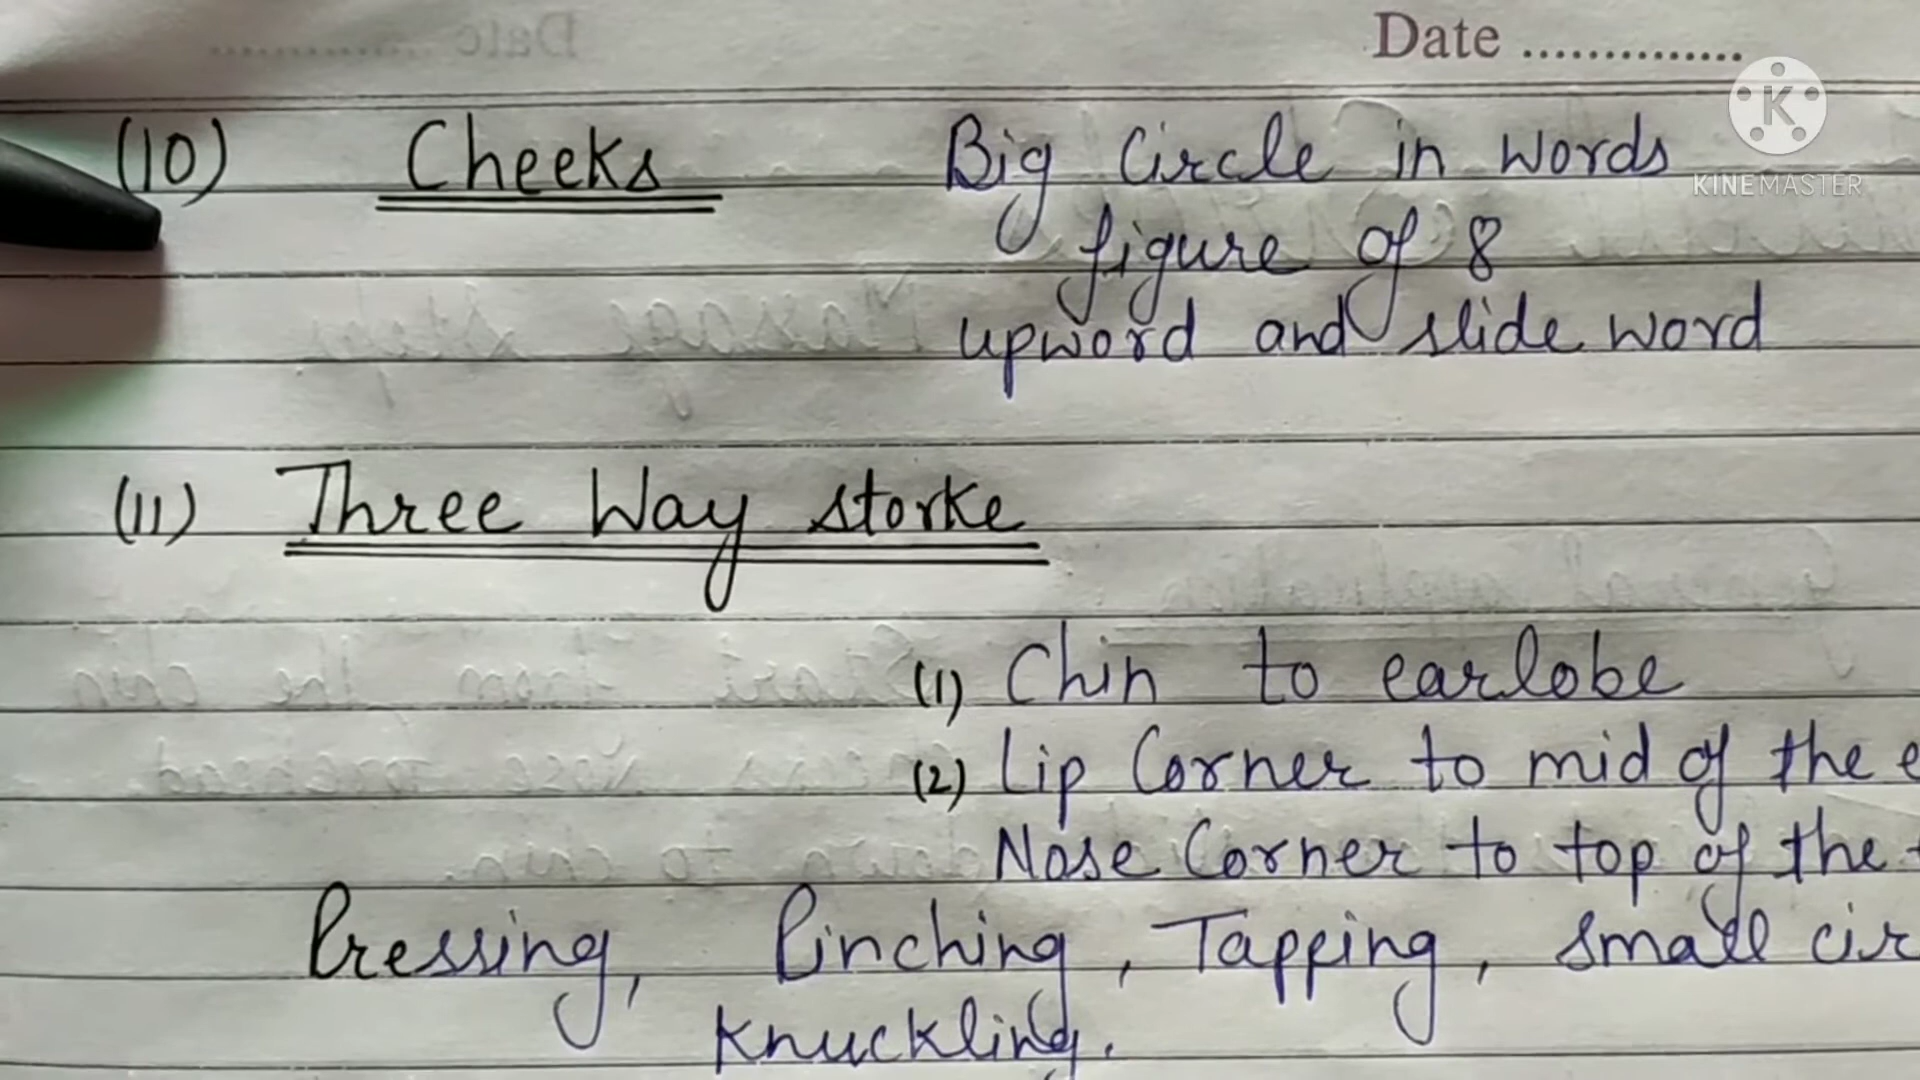 Date ..............
(10) Cheeks Big Circle in words
figure of 8
upword and slide word
(11) Three Way storke
(1) Chin to earlobe
(2) Lip Corner to mid of the
Nose Corner to top of the
Pressing, Pinching, Tapping, small
Knuckling.
KINEMASTER